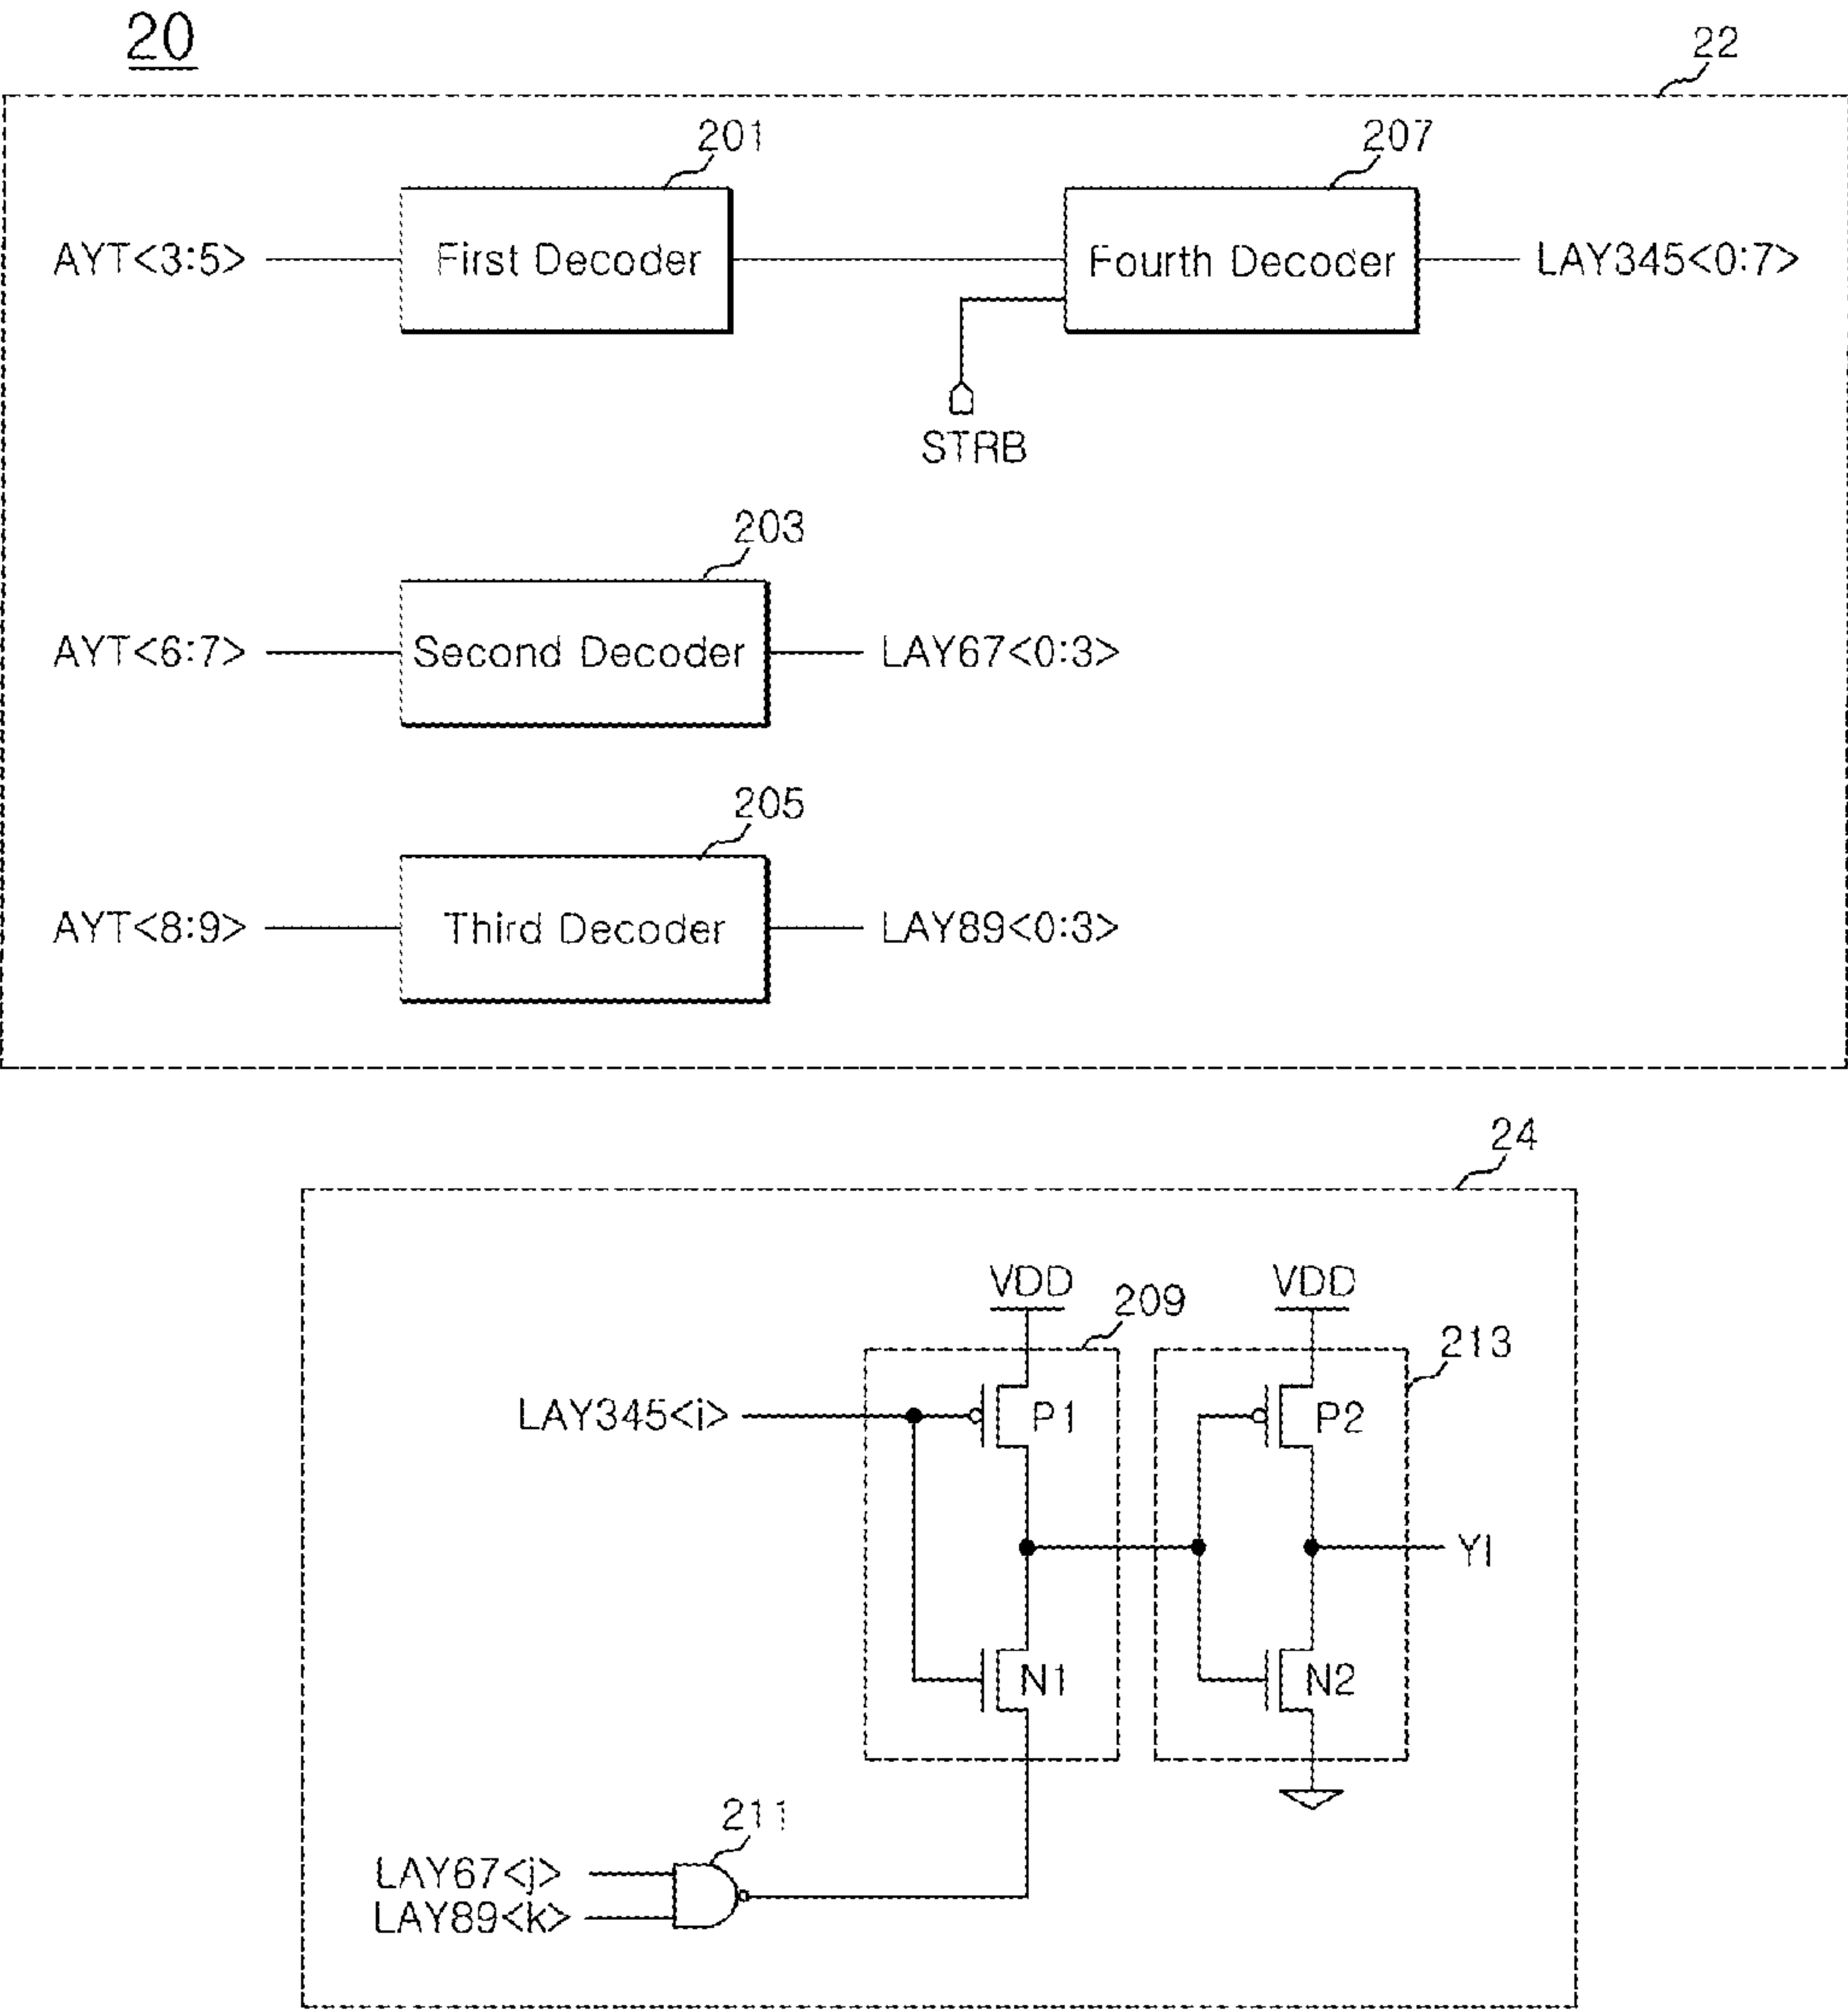 20
22
201
207
AYT<3:5>
First Decoder
Fourth Decoder
LAY345<0:7>
STRB
203
AYT<6:7>
Second Decoder
LAY67<0:3>
205
AYT<8:9>
Third Decoder
LAY89<0:3>
24
VDD
VDD
209
213
LAY345<i>
P1
P2
YI
N1
N2
211
LAY67<j>
LAY89<k>